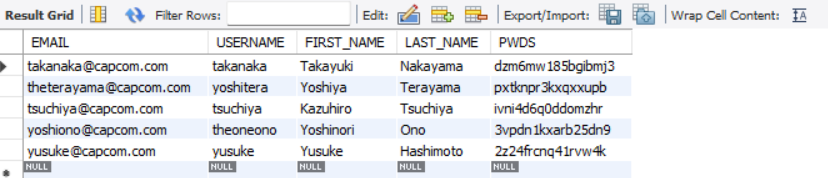 Result Grid Filter Rows: Edit: Export/Import: Wrap Cell Content:
EMAIL USERNAME FIRST_NAME LAST_NAME PWDS
takanaka@capcom.com takanaka Takayuki Nakayama dzm6mw185bgibmj3
theterayama@capcom.com yoshitera Yoshiya Terayama pxtknpr3kxqxxupb
tsuchiya@capcom.com tsuchiya Kazuhiro Tsuchiya ivni4d6q0ddomzhr
yoshiono@capcom.com theoneono Yoshinori Ono 3vpdn1kxarb25dn9
yusuke@capcom.com yusuke Yusuke Hashimoto 2z24frcnq41rvw4k
NULL NULL NULL NULL NULL